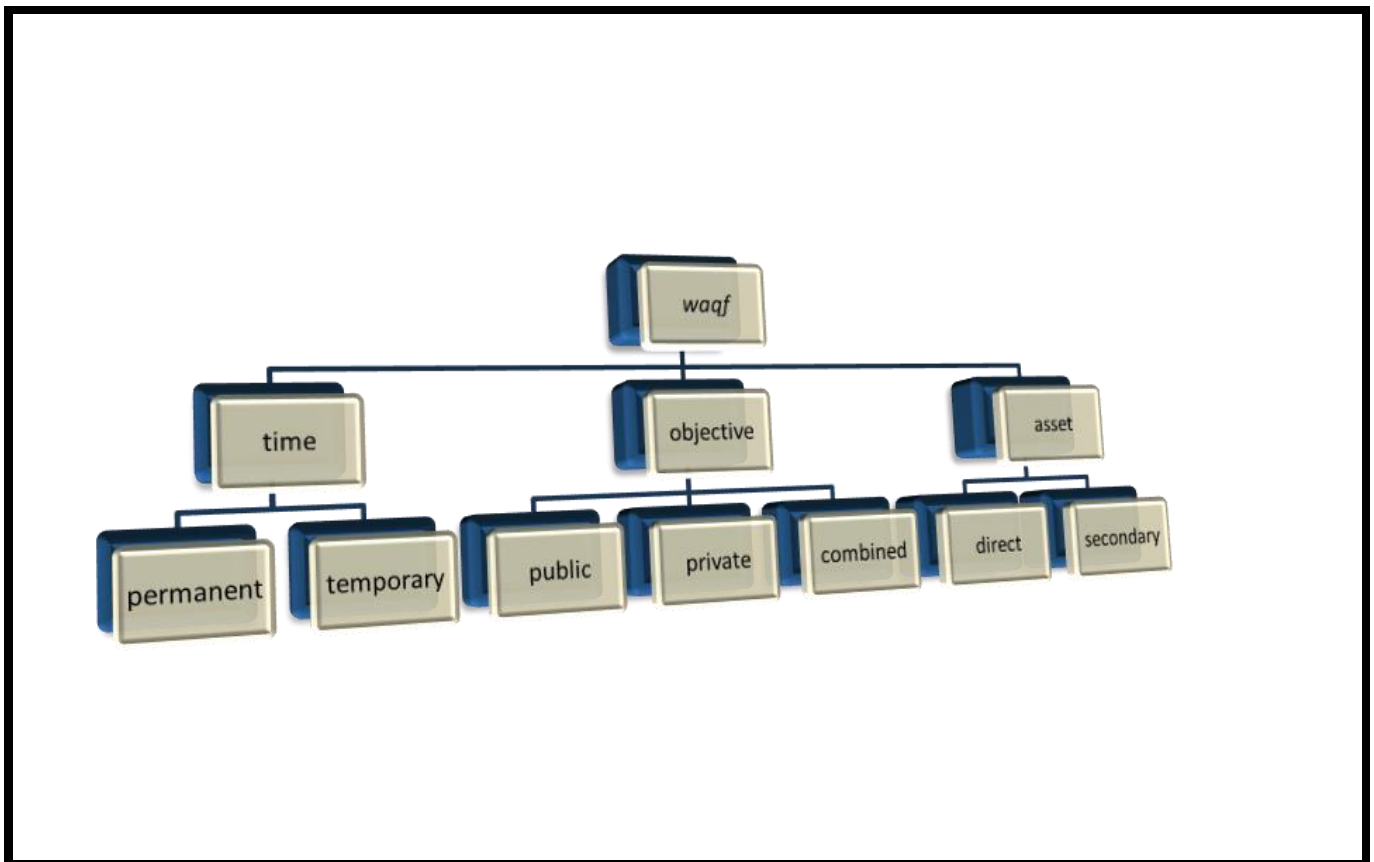 waqf
time
objective
asset
permanent
temporary
public
private
combined
direct
secondary